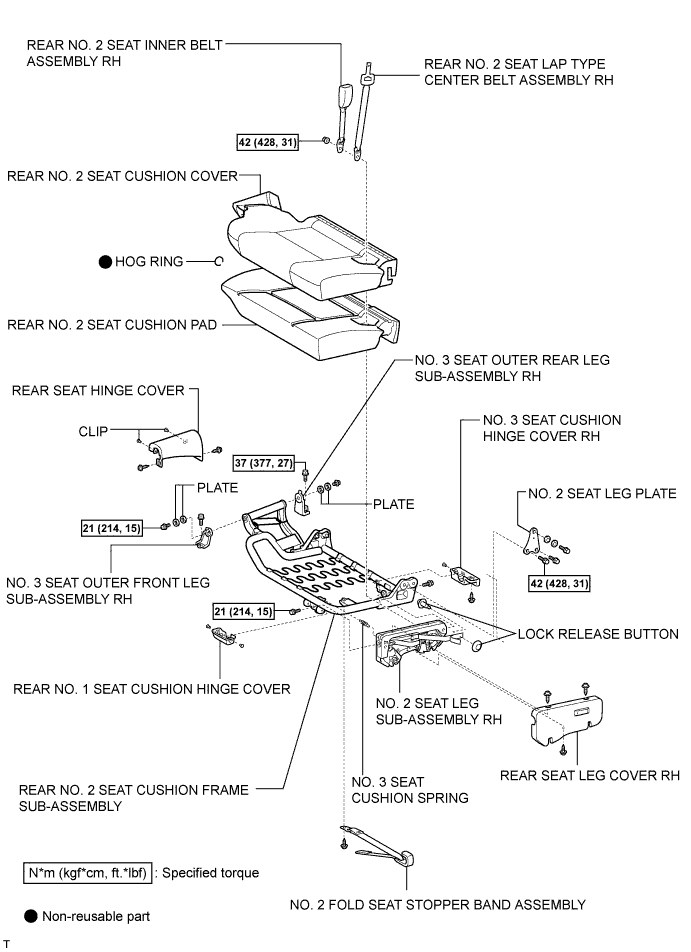 REAR NO. 2 SEAT INNER BELT
ASSEMBLY RH
REAR NO. 2 SEAT LAP TYPE
CENTER BELT ASSEMBLY RH
42 (428, 31)
REAR NO. 2 SEAT CUSHION COVER
HOG RING
REAR NO. 2 SEAT CUSHION PAD
NO. 3 SEAT OUTER REAR LEG
SUB-ASSEMBLY RH
REAR SEAT HINGE COVER
CLIP
NO. 3 SEAT CUSHION
HINGE COVER RH
37 (377, 27)
PLATE
PLATE
NO. 2 SEAT LEG PLATE
21 (214, 15)
NO. 3 SEAT OUTER FRONT LEG
SUB-ASSEMBLY RH
42 (428, 31)
21 (214, 15)
LOCK RELEASE BUTTON
REAR NO. 1 SEAT CUSHION HINGE COVER
NO. 2 SEAT LEG
SUB-ASSEMBLY RH
REAR SEAT LEG COVER RH
REAR NO. 2 SEAT CUSHION FRAME
SUB-ASSEMBLY
NO. 3 SEAT
CUSHION SPRING
N*m (kgf*cm, ft.*lbf) : Specified torque
NO. 2 FOLD SEAT STOPPER BAND ASSEMBLY
Non-reusable part
T